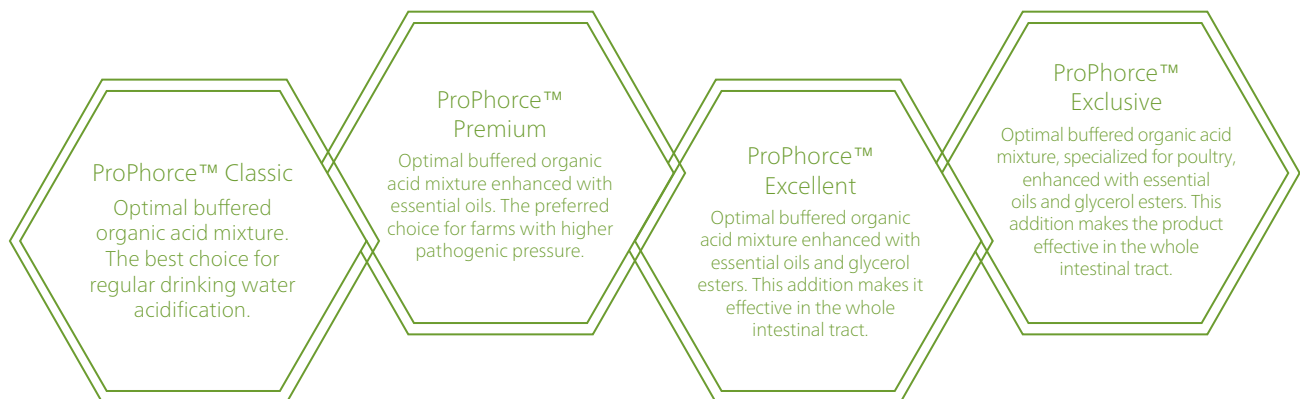 ProPhorce™ Classic
Optimal buffered
organic acid mixture.
The best choice for
regular drinking water
acidification.
ProPhorce™
Premium
Optimal buffered organic
acid mixture enhanced with
essential oils. The preferred
choice for farms with higher
pathogenic pressure.
ProPhorce™
Excellent
Optimal buffered organic
acid mixture enhanced with
essential oils and glycerol
esters. This addition makes it
effective in the whole
intestinal tract.
ProPhorce™
Exclusive
Optimal buffered organic acid
mixture, specialized for poultry,
enhanced with essential
oils and glycerol esters. This
addition makes the product
effective in the whole
intestinal tract.